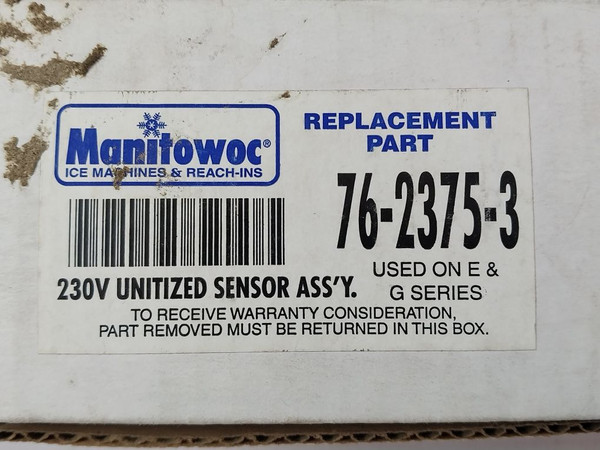 Manitowoc®
ICE MACHINES & REACH-INS
REPLACEMENT
PART
76-2375-3
230V UNITIZED SENSOR ASS'Y.
USED ON E &
G SERIES
TO RECEIVE WARRANTY CONSIDERATION,
PART REMOVED MUST BE RETURNED IN THIS BOX.